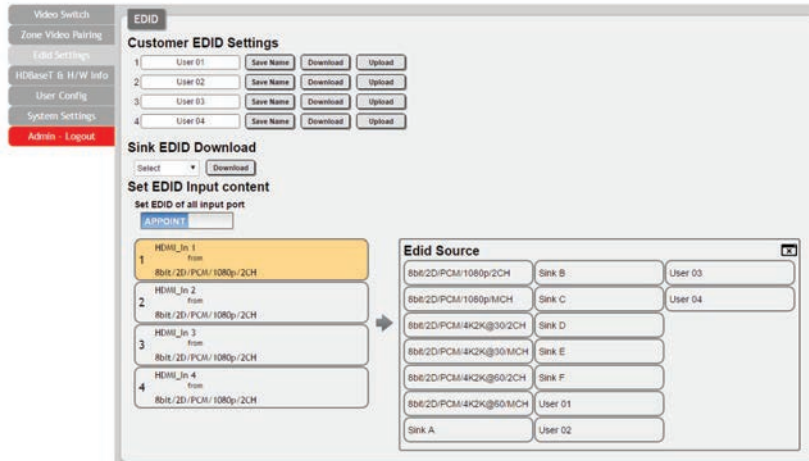 Video Switch
Zone Video Pairing
Edid Settings
HDBaseT & H/W Info
User Config
System Settings
Admin - Logout
EDID
Customer EDID Settings
1 User 01 Save Name Download Upload
2 User 02 Save Name Download Upload
3 User 03 Save Name Download Upload
4 User 04 Save Name Download Upload
Sink EDID Download
Select Download
Set EDID Input content
Set EDID of all input port
APPOINT
HDMI_In 1
1 from
8bit/2D/PCM/1080p/2CH
HDMI_In 2
2 from
8bit/2D/PCM/1080p/2CH
HDMI_In 3
3 from
8bit/2D/PCM/1080p/2CH
HDMI_In 4
4 from
8bit/2D/PCM/1080p/2CH
Edid Source
8bit/2D/PCM/1080p/2CH Sink B User 03
8bit/2D/PCM/1080p/MCH Sink C User 04
8bit/2D/PCM/4K2K@30/2CH Sink D
8bit/2D/PCM/4K2K@30/MCH Sink E
8bit/2D/PCM/4K2K@60/2CH Sink F
8bit/2D/PCM/4K2K@60/MCH User 01
Sink A User 02